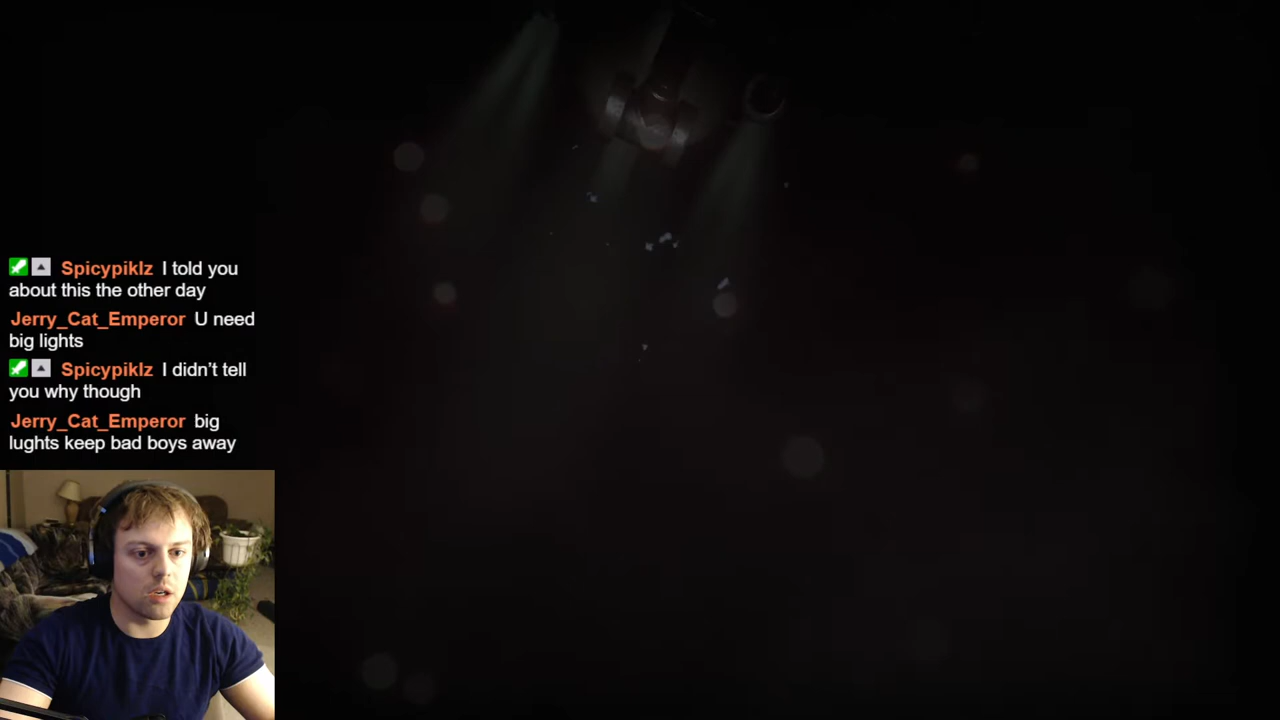 Spicypiklz I told you
about this the other day
Jerry_Cat_Emperor U need
big lights
Spicypiklz I didn't tell
you why though
Jerry_Cat_Emperor big
lughts keep bad boys away